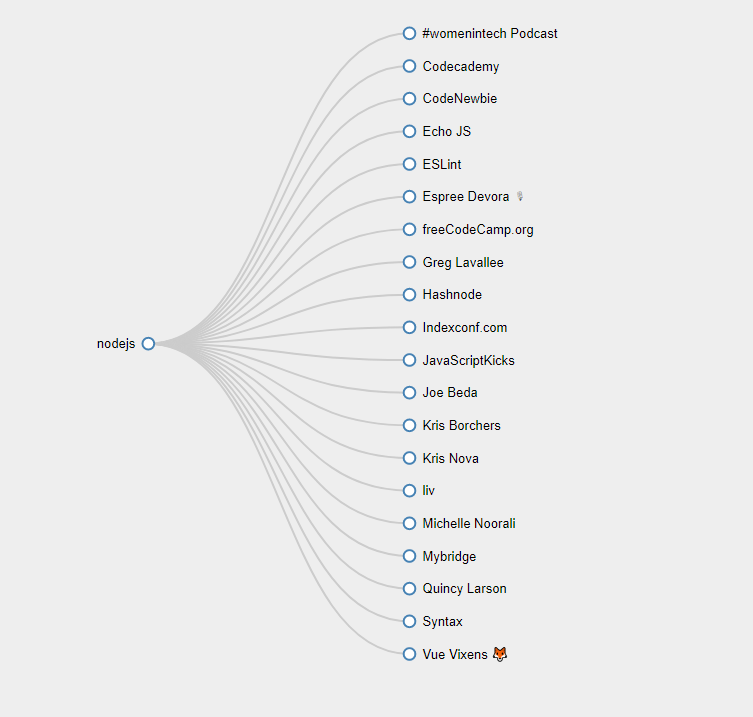 #womenintech Podcast
Codecademy
CodeNewbie
Echo JS
ESLint
Espree Devora 🎙
freeCodeCamp.org
Greg Lavallee
Hashnode
Indexconf.com
nodejs
JavaScriptKicks
Joe Beda
Kris Borchers
Kris Nova
liv
Michelle Noorali
Mybridge
Quincy Larson
Syntax
Vue Vixens 🦊